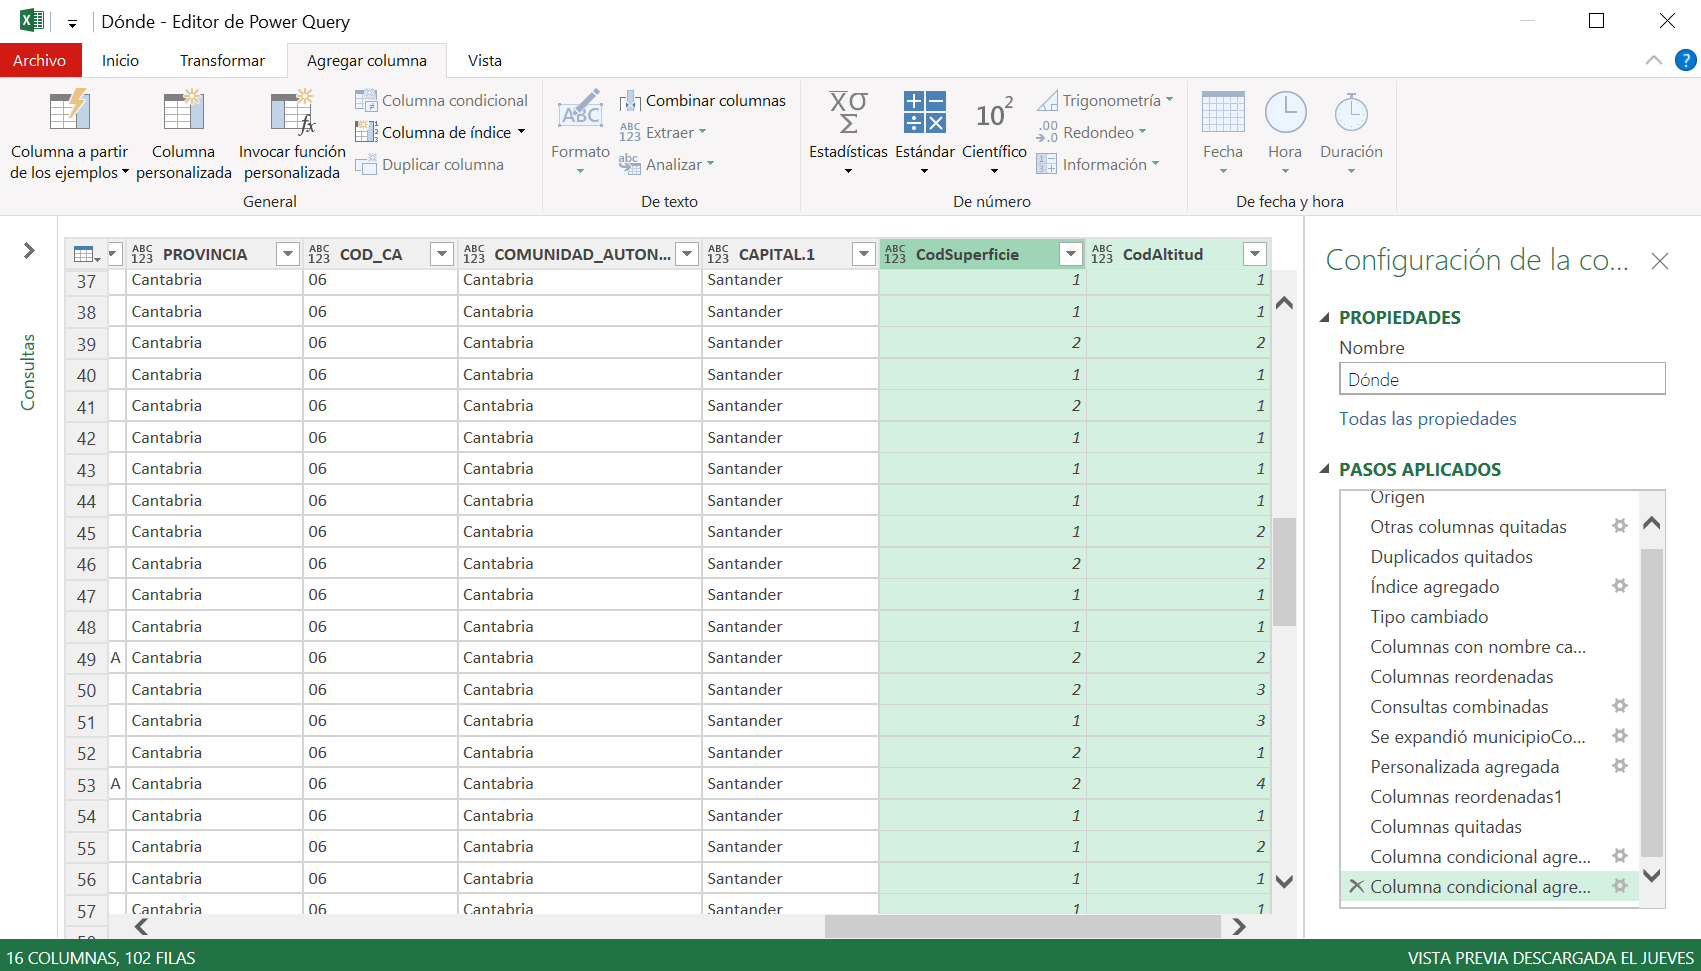 Dónde - Editor de Power Query
Archivo Inicio Transformar Agregar columna Vista
Columna a partir de los ejemplos
Columna personalizada
Invocar función personalizada
Columna condicional
Columna de índice
Duplicar columna
General
Formato
Combinar columnas
Extraer
Analizar
De texto
Estadísticas
Estándar
Científico
Trigonometría
Redondeo
Información
De número
Fecha
Hora
Duración
De fecha y hora
Consultas
PROVINCIA COD_CA COMUNIDAD_AUTON... CAPITAL.1 CodSuperficie CodAltitud
37 Cantabria 06 Cantabria Santander 1 1
38 Cantabria 06 Cantabria Santander 1 1
39 Cantabria 06 Cantabria Santander 2 2
40 Cantabria 06 Cantabria Santander 1 1
41 Cantabria 06 Cantabria Santander 2 1
42 Cantabria 06 Cantabria Santander 1 1
43 Cantabria 06 Cantabria Santander 1 1
44 Cantabria 06 Cantabria Santander 1 1
45 Cantabria 06 Cantabria Santander 1 2
46 Cantabria 06 Cantabria Santander 2 2
47 Cantabria 06 Cantabria Santander 1 1
48 Cantabria 06 Cantabria Santander 1 1
49 A Cantabria 06 Cantabria Santander 2 2
50 Cantabria 06 Cantabria Santander 2 3
51 Cantabria 06 Cantabria Santander 1 3
52 Cantabria 06 Cantabria Santander 2 1
53 A Cantabria 06 Cantabria Santander 2 4
54 Cantabria 06 Cantabria Santander 1 1
55 Cantabria 06 Cantabria Santander 1 2
56 Cantabria 06 Cantabria Santander 1 1
57 Cantabria 06 Cantabria Santander 1 1
Configuración de la co...
PROPIEDADES
Nombre
Dónde
Todas las propiedades
PASOS APLICADOS
Origen
Otras columnas quitadas
Duplicados quitados
Índice agregado
Tipo cambiado
Columnas con nombre ca...
Columnas reordenadas
Consultas combinadas
Se expandió municipioCo...
Personalizada agregada
Columnas reordenadas1
Columnas quitadas
Columna condicional agre...
Columna condicional agre...
16 COLUMNAS, 102 FILAS
VISTA PREVIA DESCARGADA EL JUEVES